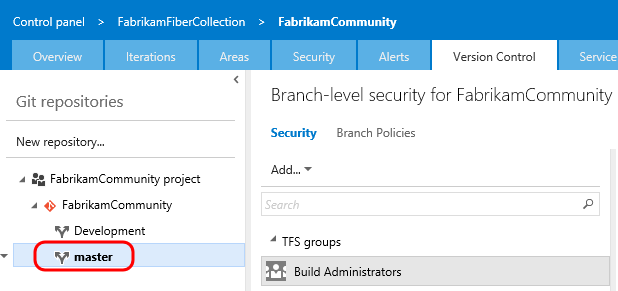 Control panel > FabrikamFiberCollection > FabrikamCommunity
Overview Iterations Areas Security Alerts Version Control Service
Git repositories
New repository...
FabrikamCommunity project
FabrikamCommunity
Development
master
Branch-level security for FabrikamCommunity
Security Branch Policies
Add...
Search
TFS groups
Build Administrators